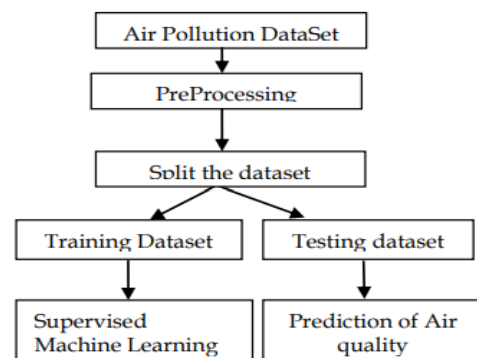 Air Pollution DataSet
PreProcessing
Split the dataset
Training Dataset
Testing dataset
Supervised
Machine Learning
Prediction of Air
quality